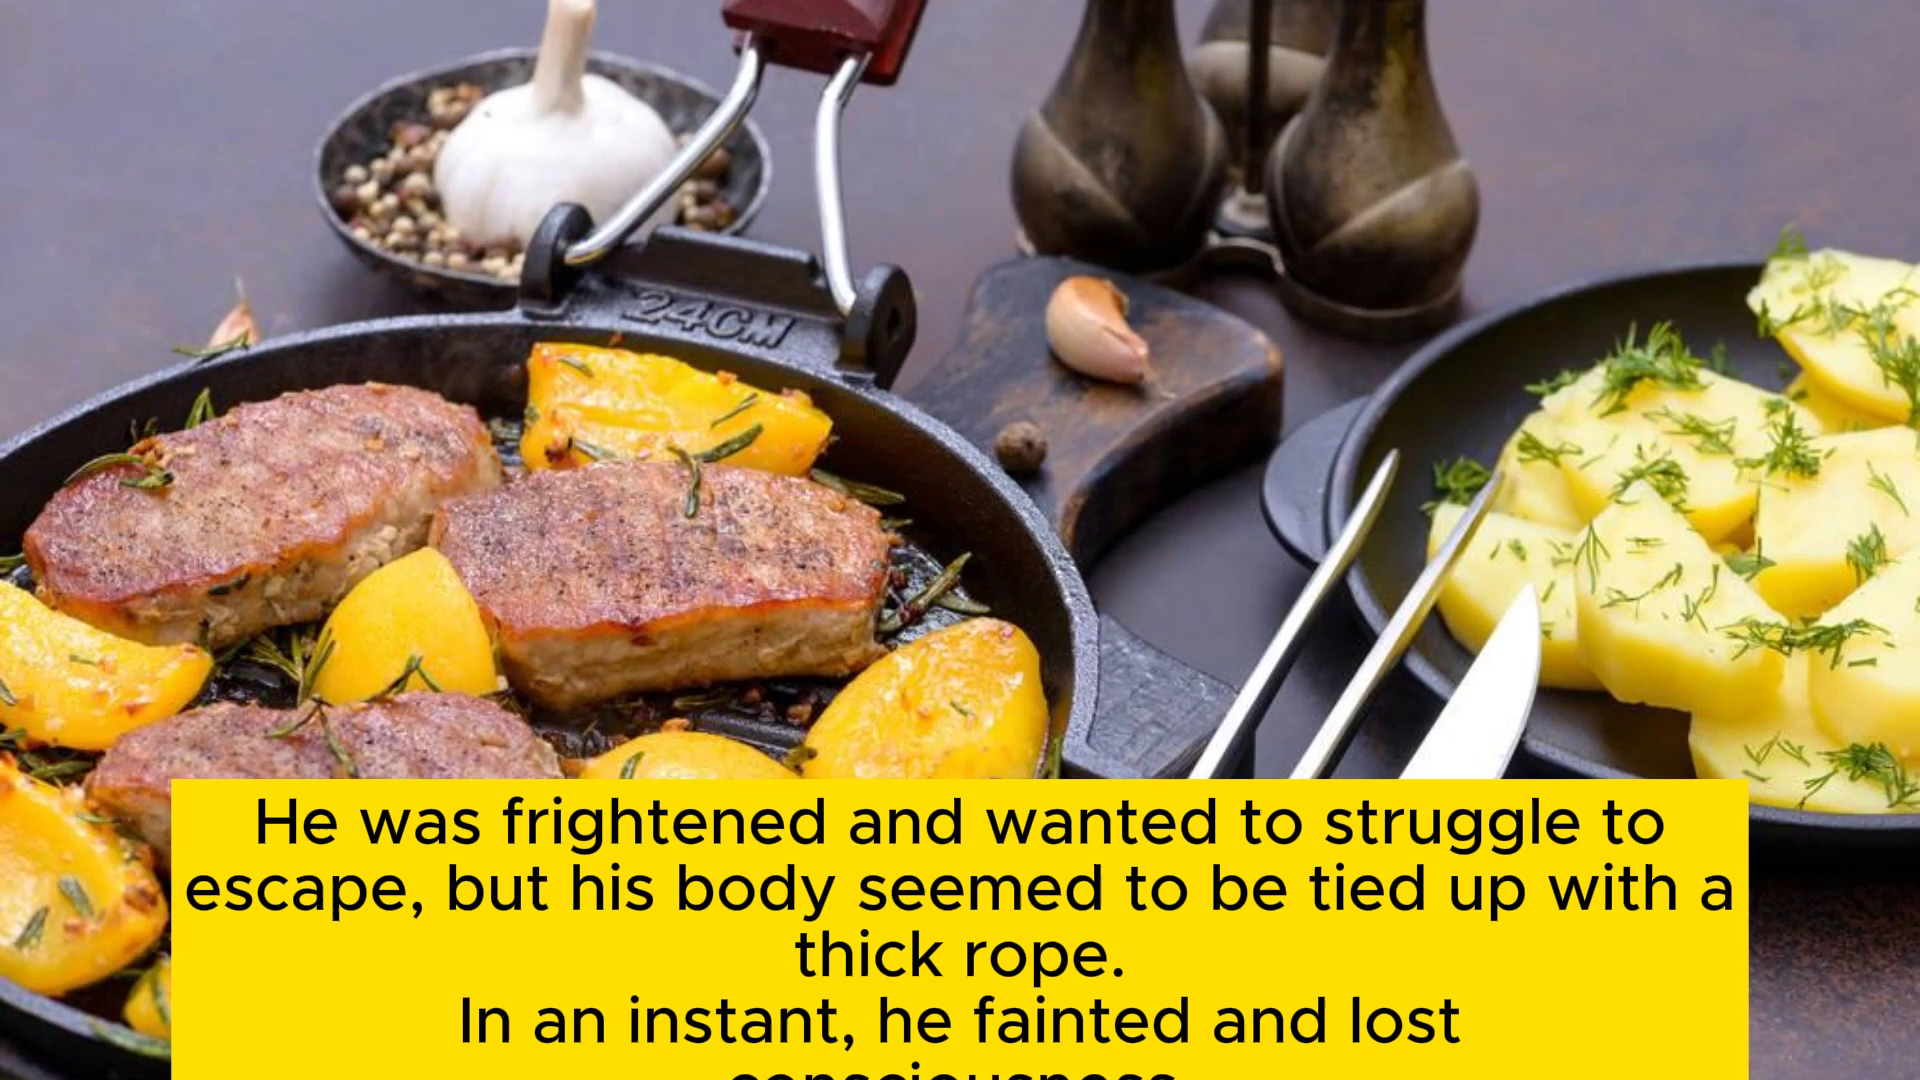 24CM
He was frightened and wanted to struggle to
escape, but his body seemed to be tied up with a
thick rope.
In an instant, he fainted and lost